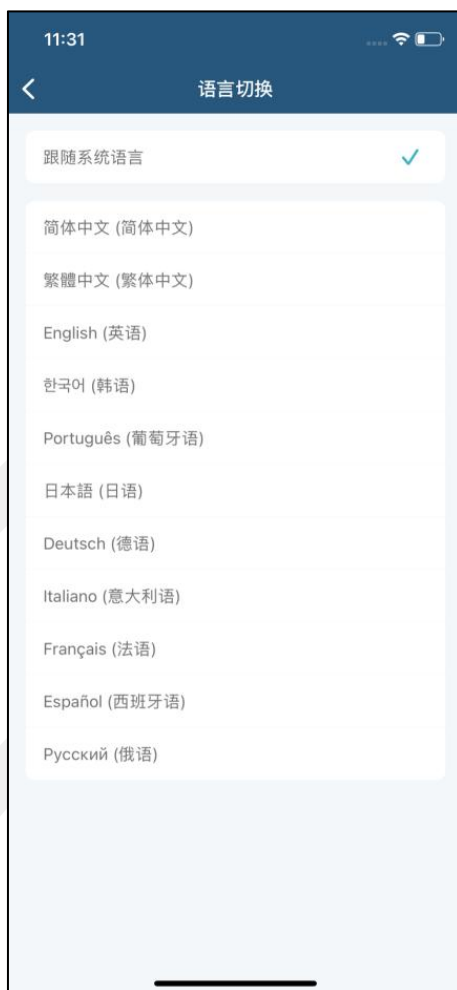 11:31
语言切换
跟随系统语言
简体中文 (简体中文)
繁體中文 (繁体中文)
English (英语)
한국어 (韩语)
Português (葡萄牙语)
日本語 (日语)
Deutsch (德语)
Italiano (意大利语)
Français (法语)
Español (西班牙语)
Русский (俄语)